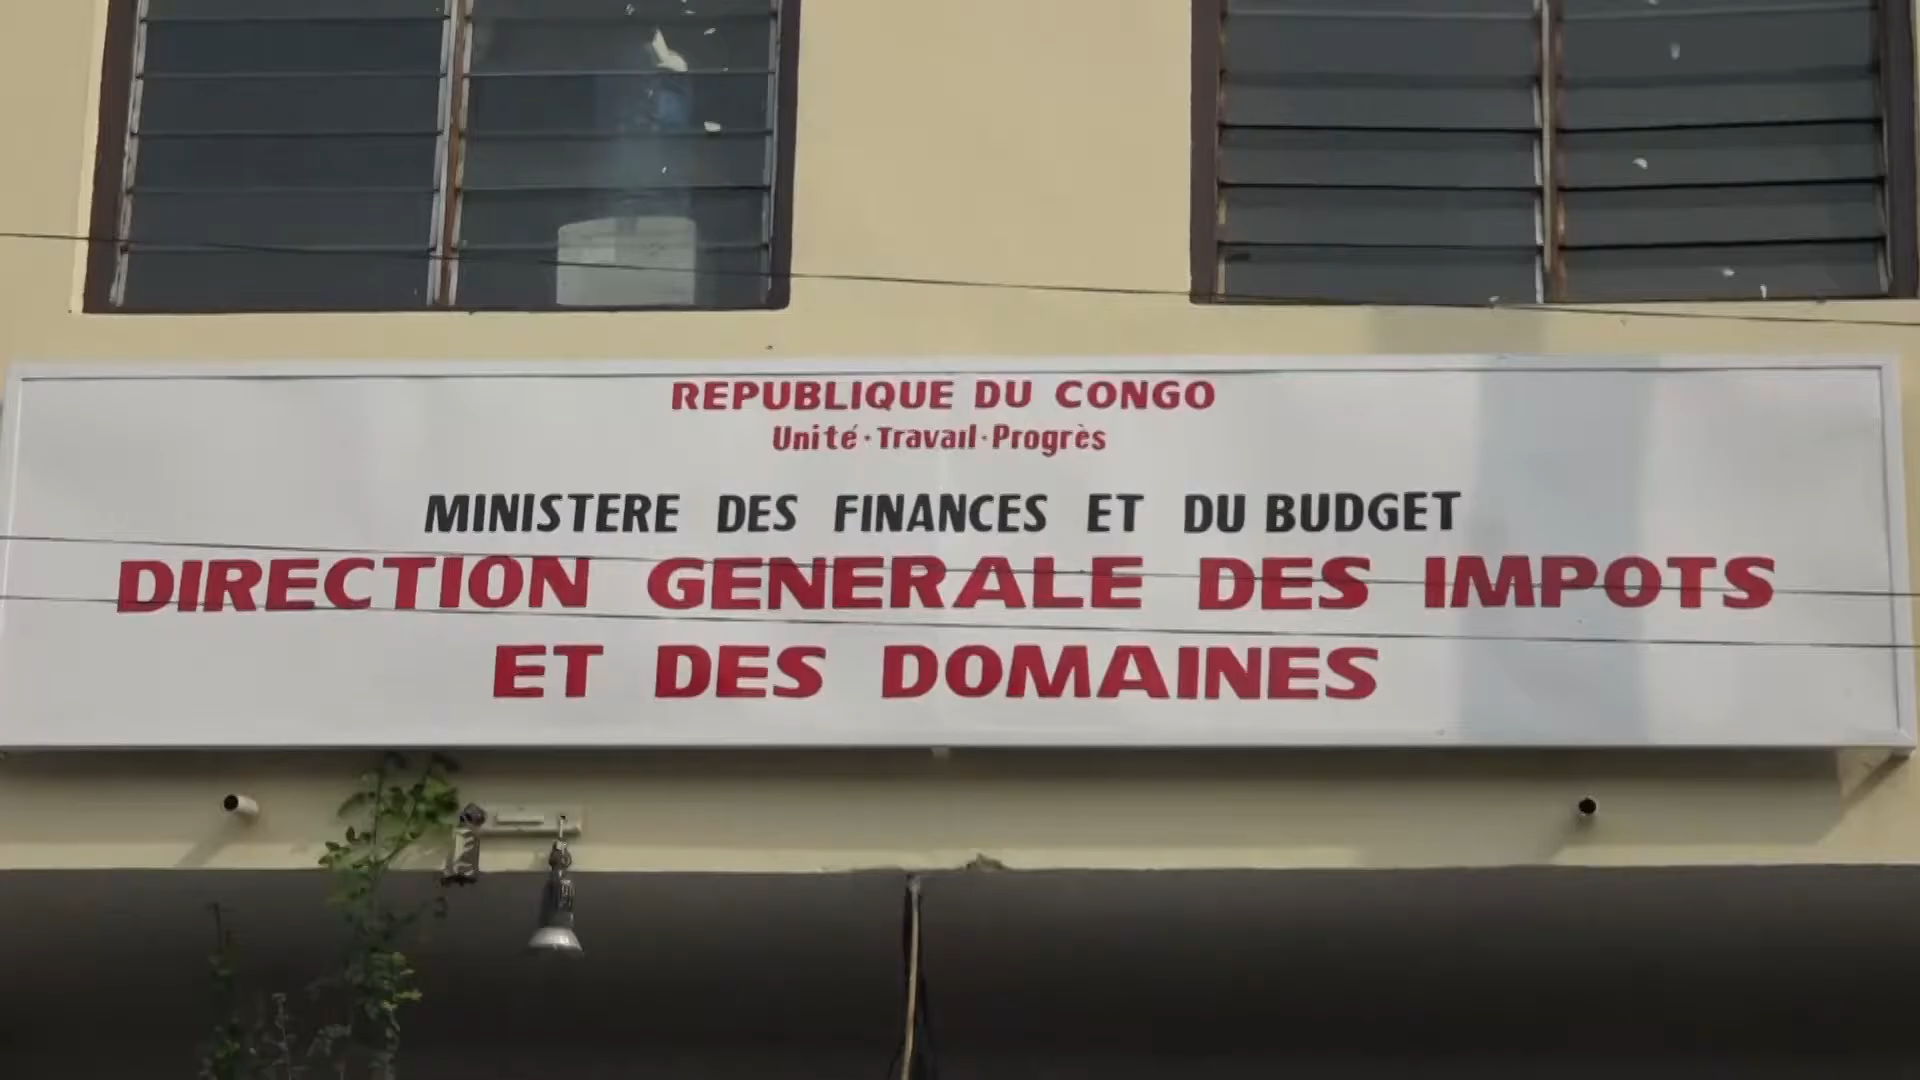 REPUBLIQUE DU CONGO
Unité · Travail · Progrès
MINISTERE DES FINANCES ET DU BUDGET
DIRECTION GENERALE DES IMPOTS
ET DES DOMAINES